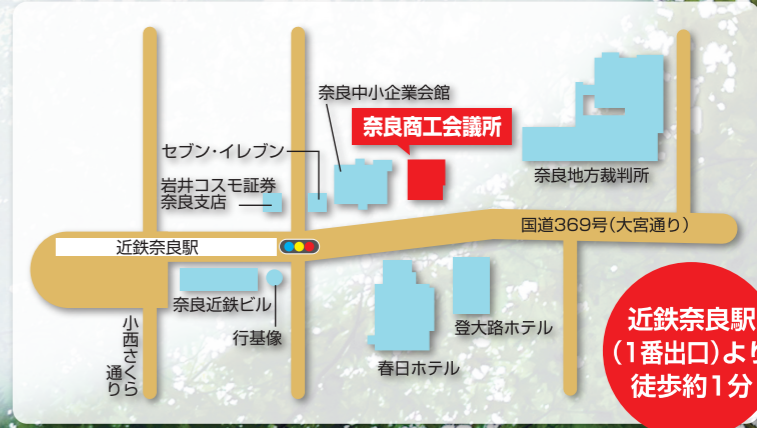 奈良中小企業会館
奈良商工会議所
セブン・イレブン
岩井コスモ証券
奈良支店
奈良地方裁判所
国道369号(大宮通り)
近鉄奈良駅
奈良近鉄ビル
行基像
小西さくら
通り
登大路ホテル
春日ホテル
近鉄奈良駅
(1番出口)より
徒歩約1分